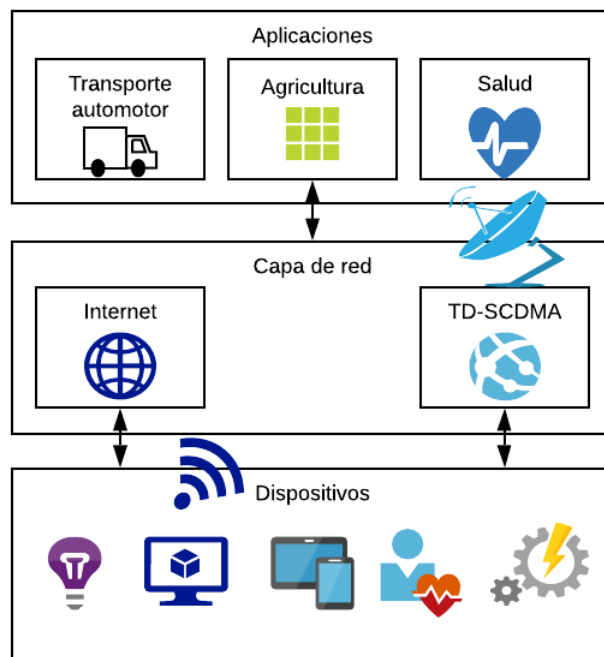 Aplicaciones
Transporte
automotor
Agricultura
Salud
Capa de red
Internet
TD-SCDMA
Dispositivos